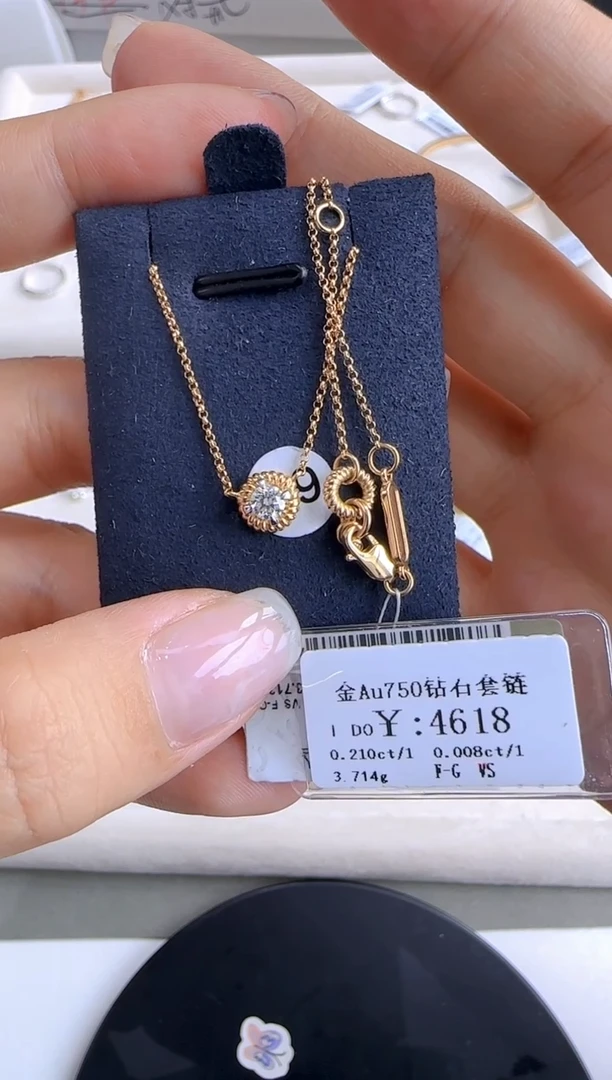 9
金Au750钻石套链
I DO ¥:4618
0.210ct/1 0.008ct/1
3.714g F-G VS